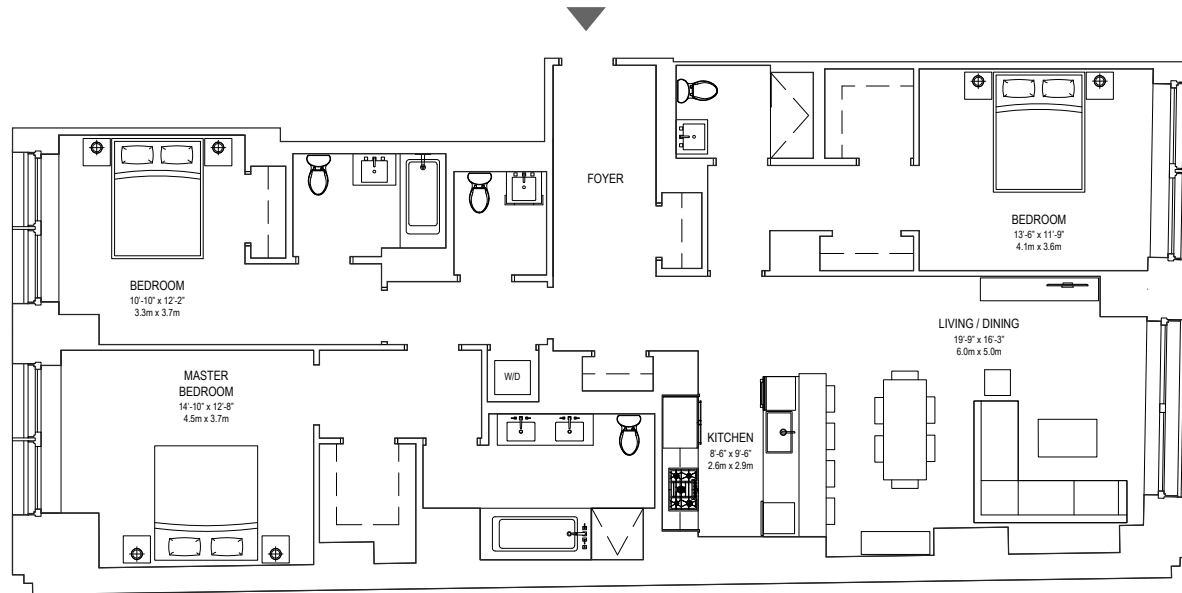 FOYER
BEDROOM
13'-6" x 11'-9"
4.1m x 3.6m
BEDROOM
10'-10" x 12'-2"
3.3m x 3.7m
LIVING / DINING
19'-9" x 16'-3"
6.0m x 5.0m
MASTER
BEDROOM
14'-10" x 12'-8"
4.5m x 3.7m
W/D
KITCHEN
8'-6" x 9'-6"
2.6m x 2.9m